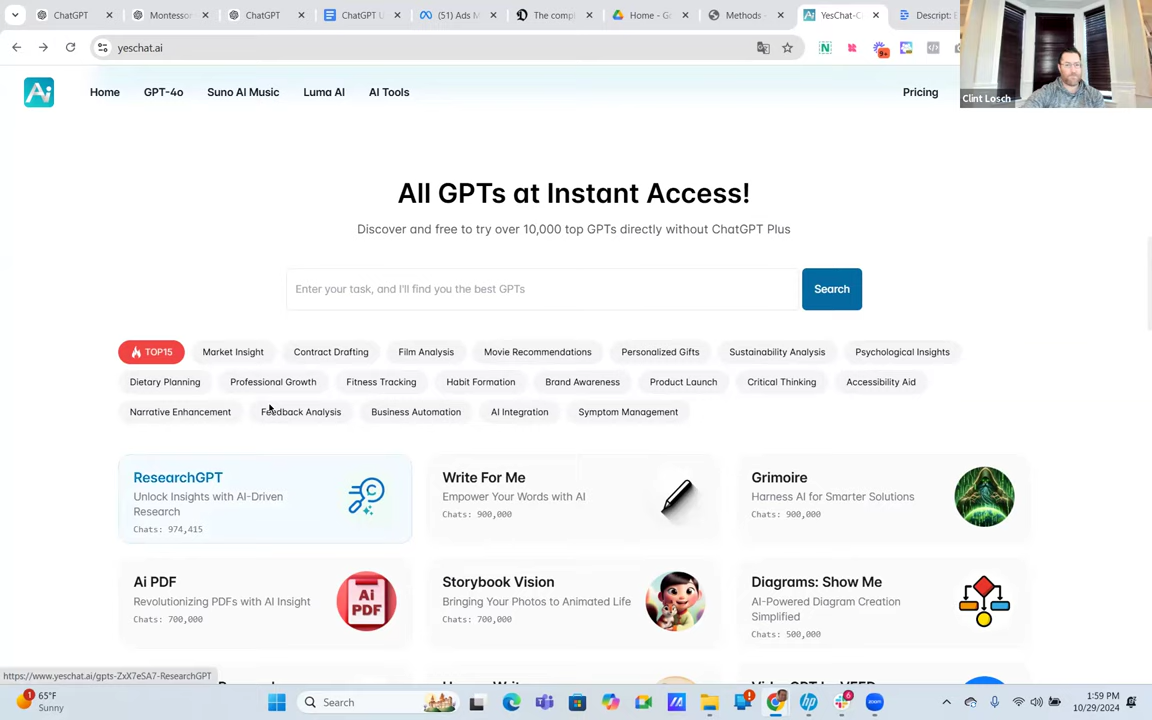 ChatGPT
Montessor
ChatGPT
ChatGPT U
(51) Ads M
The comp
Home - Go
Methods -
YesChat-C
Descript: E
yeschat.ai
9+
Ai
Home
GPT-4o
Suno AI Music
Luma AI
AI Tools
Pricing
Clint Losch
All GPTs at Instant Access!
Discover and free to try over 10,000 top GPTs directly without ChatGPT Plus
Enter your task, and I'll find you the best GPTs
Search
TOP15
Market Insight
Contract Drafting
Film Analysis
Movie Recommendations
Personalized Gifts
Sustainability Analysis
Psychological Insights
Dietary Planning
Professional Growth
Fitness Tracking
Habit Formation
Brand Awareness
Product Launch
Critical Thinking
Accessibility Aid
Narrative Enhancement
Feedback Analysis
Business Automation
AI Integration
Symptom Management
ResearchGPT
Unlock Insights with AI-Driven
Research
Chats: 974,415
Write For Me
Empower Your Words with AI
Chats: 900,000
Grimoire
Harness AI for Smarter Solutions
Chats: 900,000
Ai PDF
Revolutionizing PDFs with AI Insight
Chats: 700,000
Ai
PDF
Storybook Vision
Bringing Your Photos to Animated Life
Chats: 700,000
Diagrams: Show Me
AI-Powered Diagram Creation
Simplified
Chats: 500,000
https://www.yeschat.ai/gpts-ZxX7eSA7-ResearchGPT
1
65°F
Sunny
Search
zoom
1:59 PM
10/29/2024